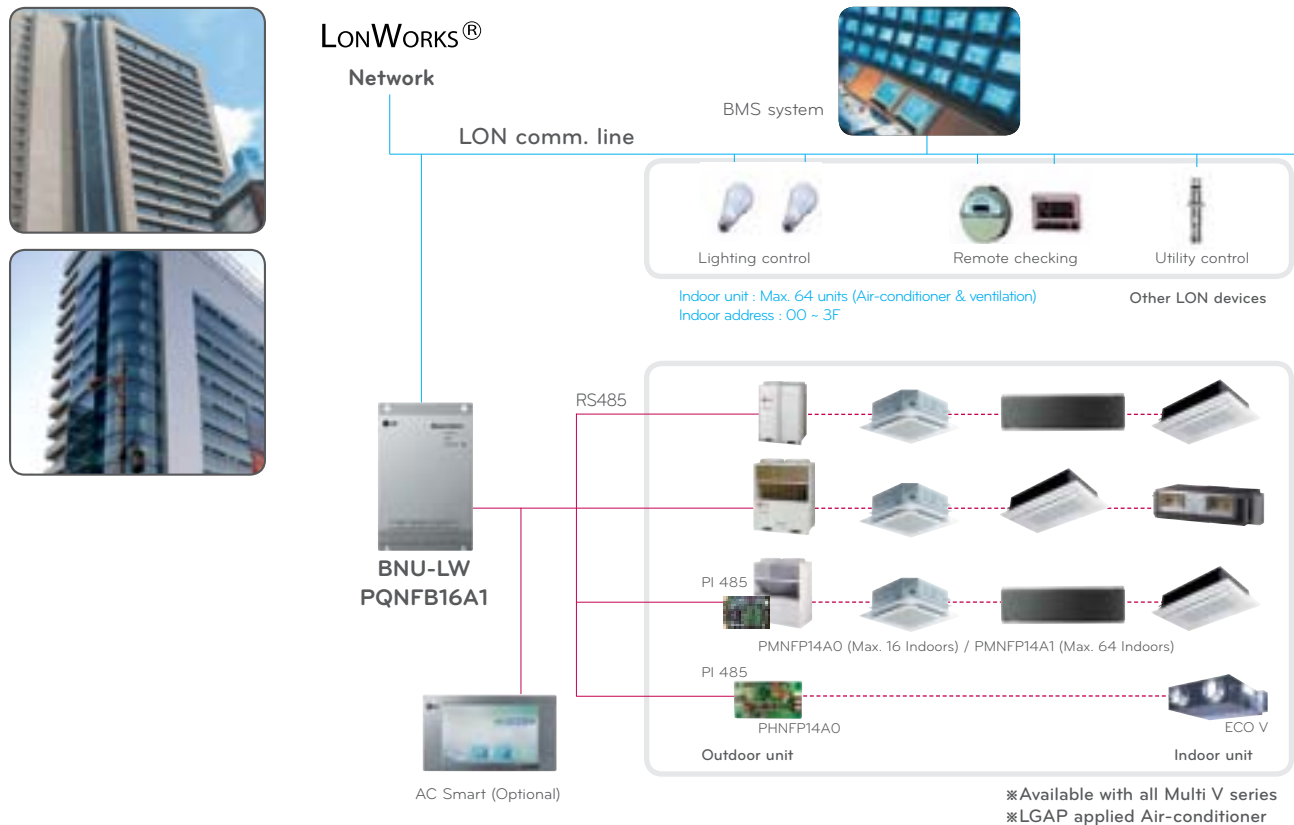 LonWorks®
Network
BMS system
LON comm. line
Lighting control
Remote checking
Utility control
Indoor unit : Max. 64 units (Air-conditioner & ventilation)
Indoor address : 00 ~ 3F
Other LON devices
RS485
BNU-LW
PQNFB16A1
PI 485
PMNFP14A0 (Max. 16 Indoors) / PMNFP14A1 (Max. 64 Indoors)
PI 485
PHNFP14A0
ECO V
Outdoor unit
Indoor unit
AC Smart (Optional)
※Available with all Multi V series
※LGAP applied Air-conditioner